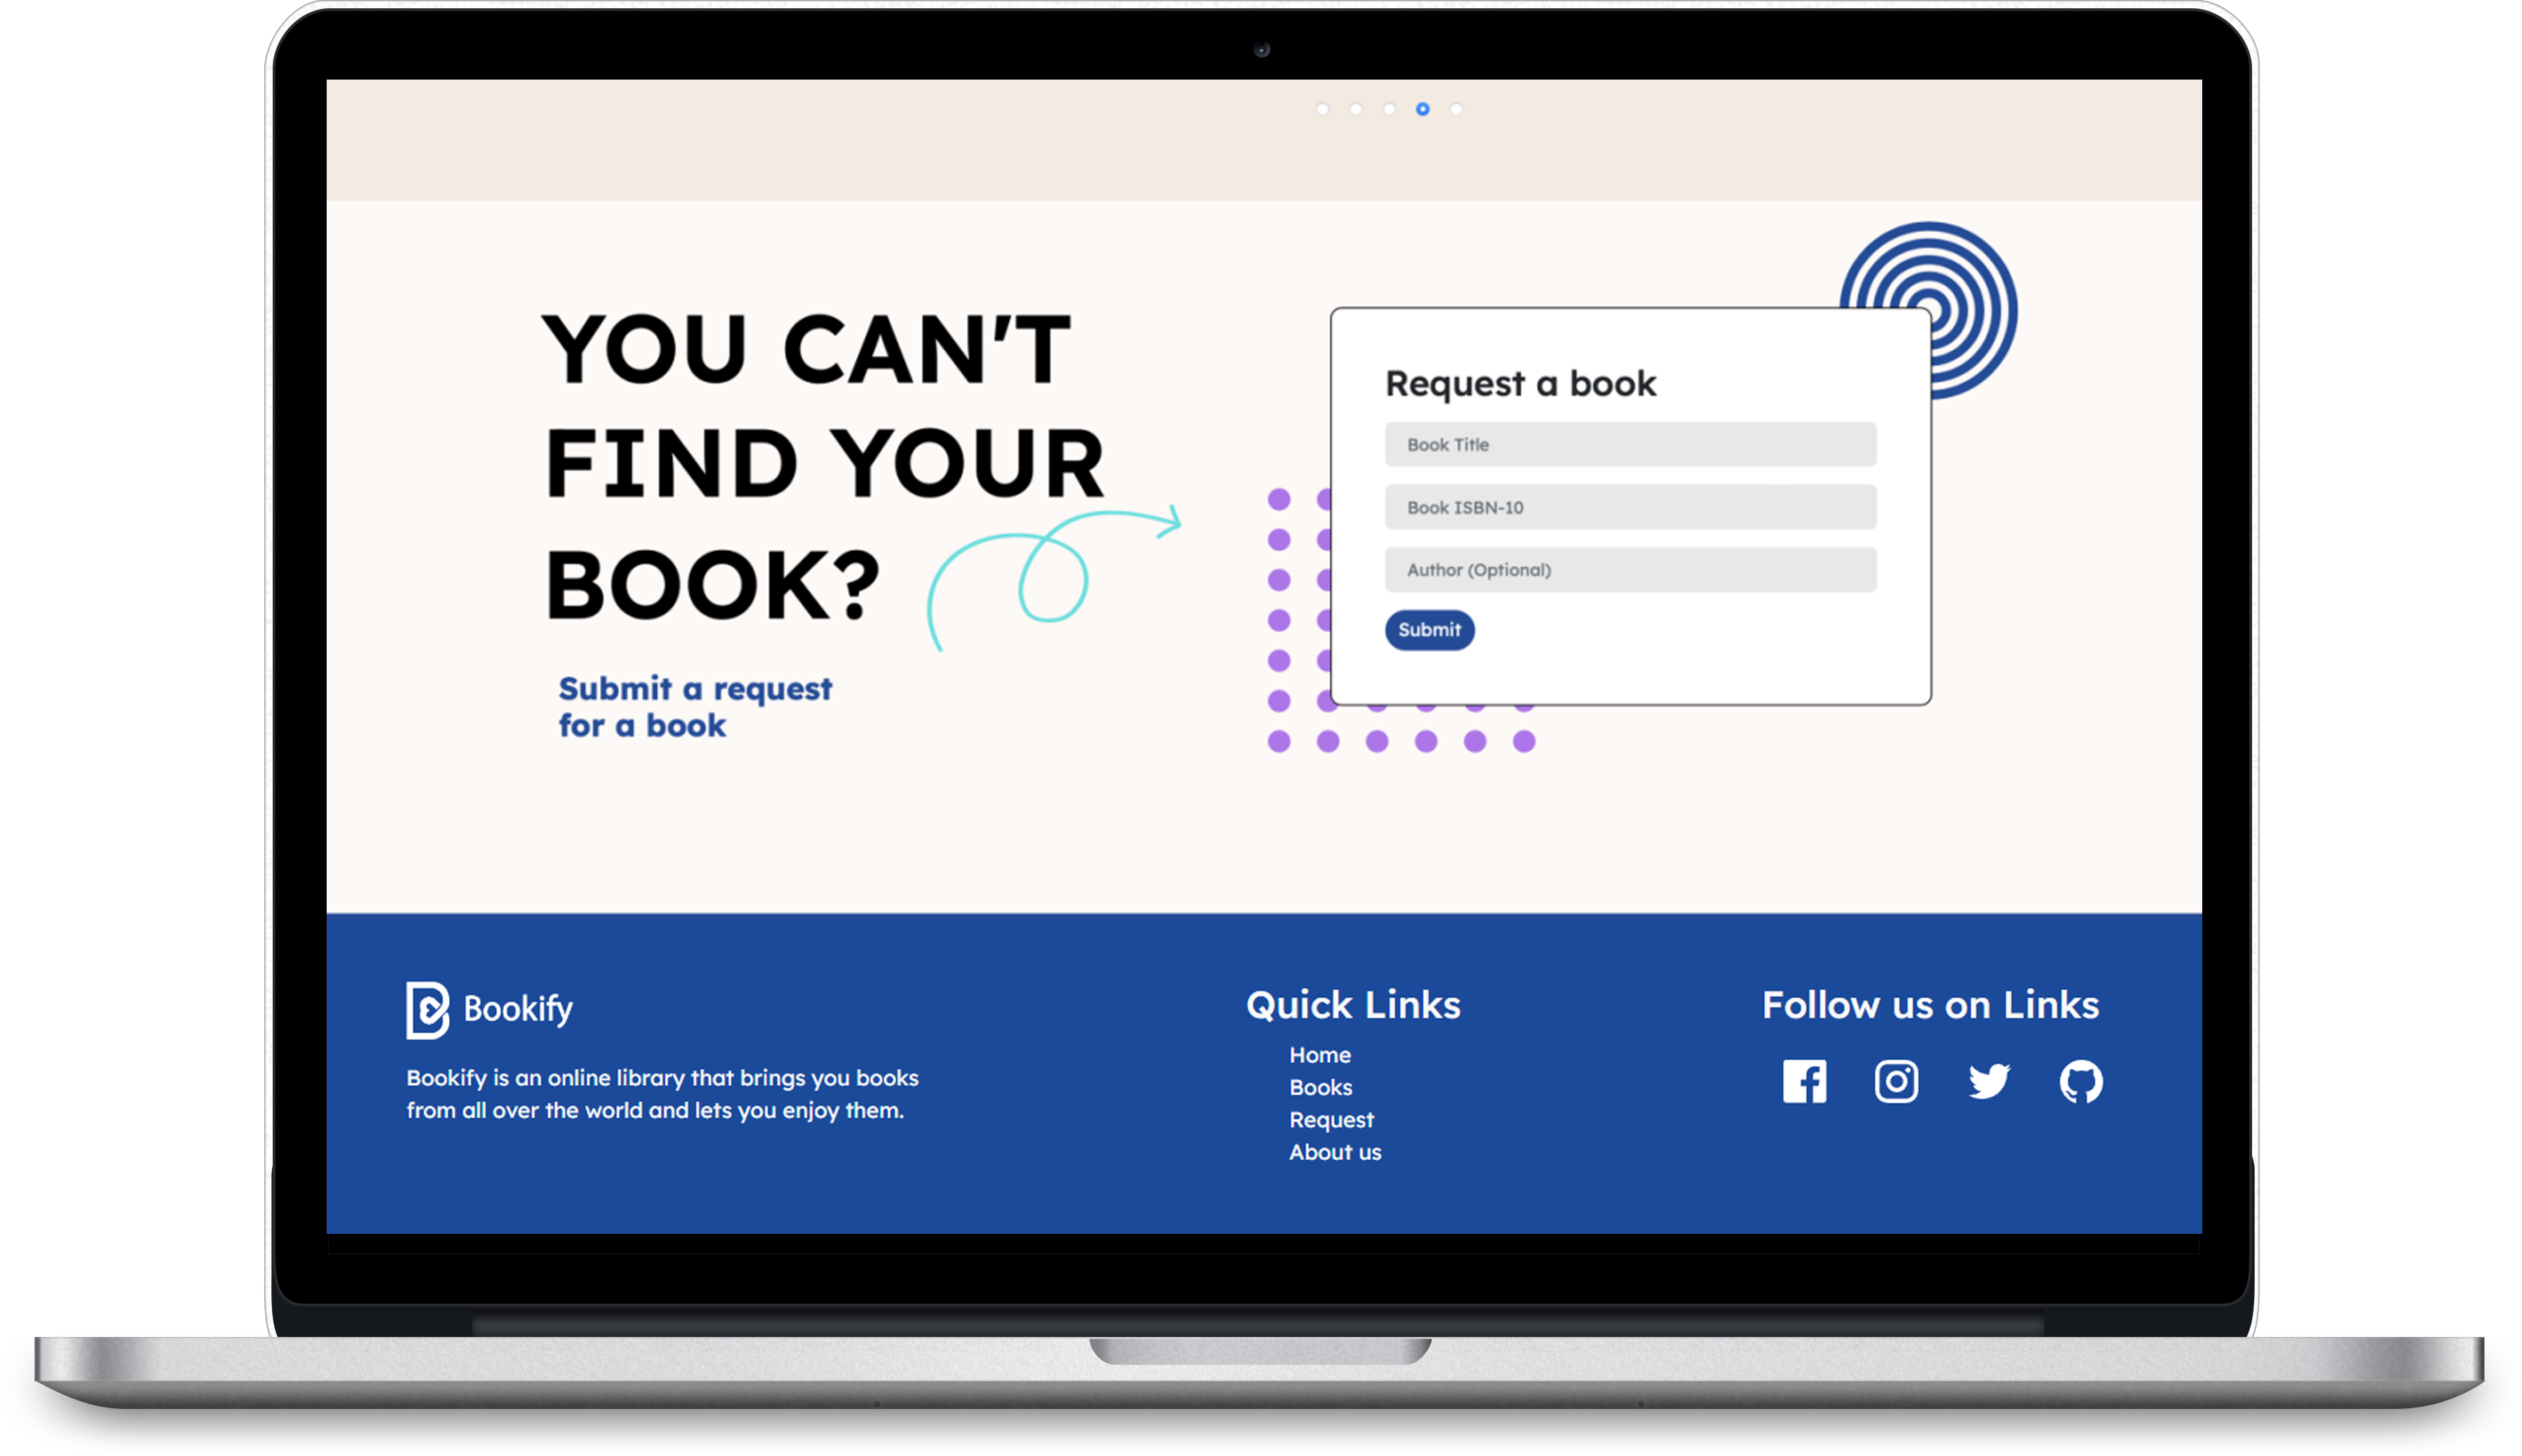 YOU CAN'T
FIND YOUR
BOOK?
Submit a request
for a book
Request a book
Book Title
Book ISBN-10
Author (Optional)
Submit
Bookify
Bookify is an online library that brings you books
from all over the world and lets you enjoy them.
Quick Links
Home
Books
Request
About us
Follow us on Links